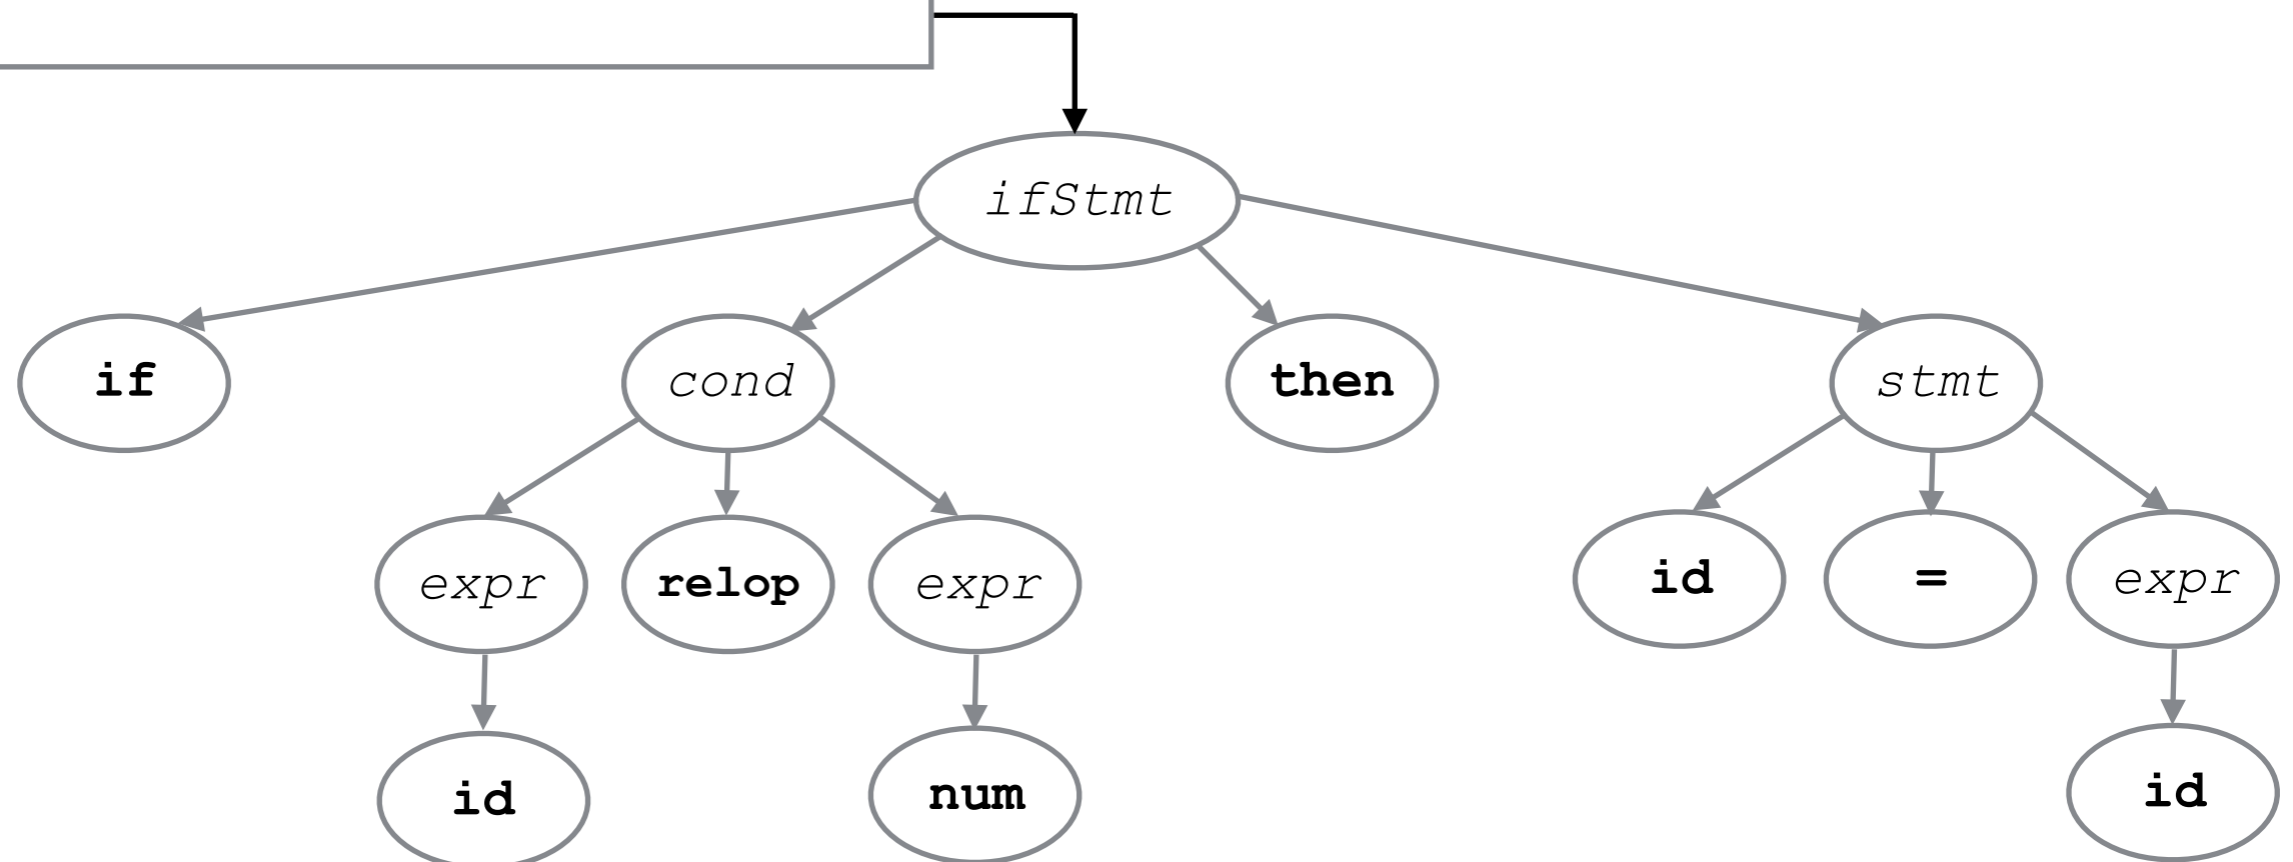 ifStmt
if cond then stmt
expr relop expr id = expr
id num id